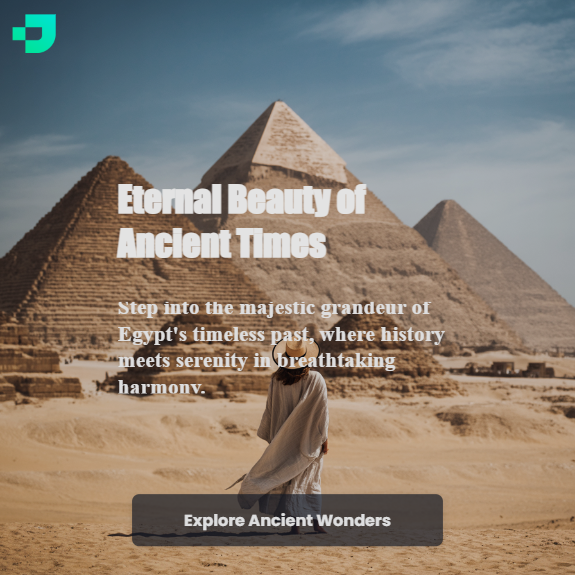 Eternal Beauty of
Ancient Times
Step into the majestic grandeur of
Egypt's timeless past, where history
meets serenity in breathtaking
harmony.
Explore Ancient Wonders